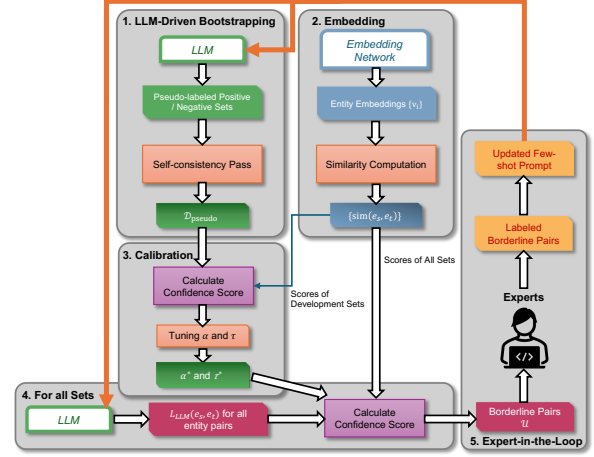 1. LLM-Driven Bootstrapping
LLM
Pseudo-labeled Positive
/ Negative Sets
Self-consistency Pass
𝒟pseudo
2. Embedding
Embedding
Network
Entity Embeddings {vᵢ}
Similarity Computation
{sim(eₛ, eₜ)}
3. Calibration
Calculate
Confidence Score
Tuning α and τ
α* and τ*
Scores of
Development Sets
Scores of All Sets
4. For all Sets
LLM
L_LLM(eₛ, eₜ) for all
entity pairs
Calculate
Confidence Score
Updated Few-
shot Prompt
Labeled
Borderline Pairs
Experts
</>
Borderline Pairs
𝒰
5. Expert-in-the-Loop